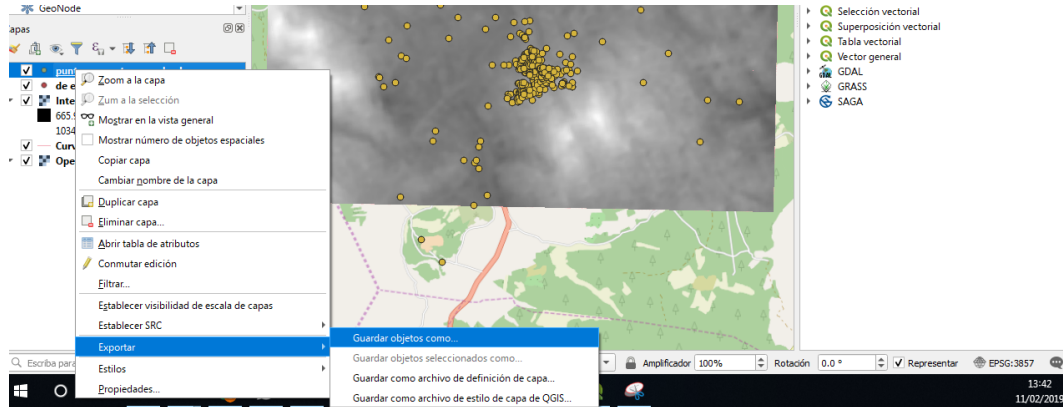 GeoNode
apas
de e
Inte
665.
1034
Curv
Ope
Zoom a la capa
Zum a la selección
Mostrar en la vista general
Mostrar número de objetos espaciales
Copiar capa
Cambiar nombre de la capa
Duplicar capa
Eliminar capa...
Abrir tabla de atributos
Conmutar edición
Filtrar...
Establecer visibilidad de escala de capas
Establecer SRC
Exportar
Estilos
Propiedades...
Guardar objetos como...
Guardar objetos seleccionados como...
Guardar como archivo de definición de capa...
Guardar como archivo de estilo de capa de QGIS...
Selección vectorial
Superposición vectorial
Tabla vectorial
Vector general
GDAL
GRASS
SAGA
Escriba para
Amplificador 100% Rotación 0.0 ° Representar EPSG:3857
13:42
11/02/201